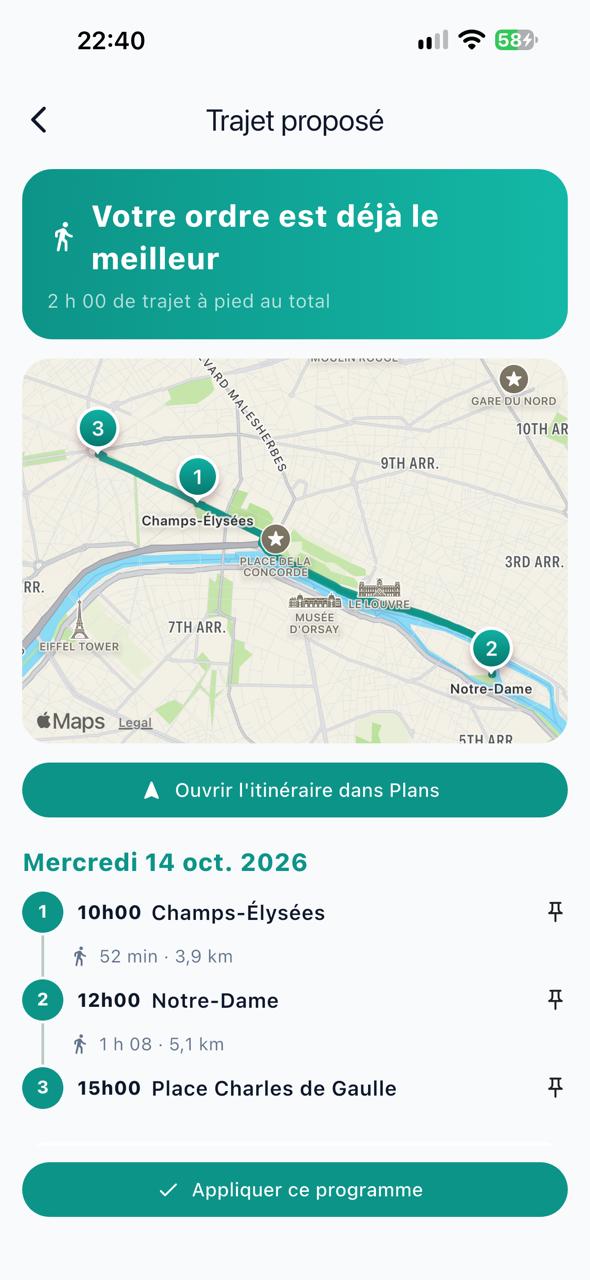 22:40
58
Trajet proposé
Votre ordre est déjà le
meilleur
2 h 00 de trajet à pied au total
MOULIN ROUGE
GARE DU NORD
VARD MALESHERBES
10TH AR
3
9TH ARR.
1
Champs-Élysées
PLACE DE LA
CONCORDE
3RD ARR.
RR.
LE LOUVRE
MUSÉE
D'ORSAY
7TH ARR.
EIFFEL TOWER
2
Notre-Dame
Maps
Legal
5TH ARR
Ouvrir l'itinéraire dans Plans
Mercredi 14 oct. 2026
1 10h00 Champs-Élysées
52 min · 3,9 km
2 12h00 Notre-Dame
1 h 08 · 5,1 km
3 15h00 Place Charles de Gaulle
Appliquer ce programme